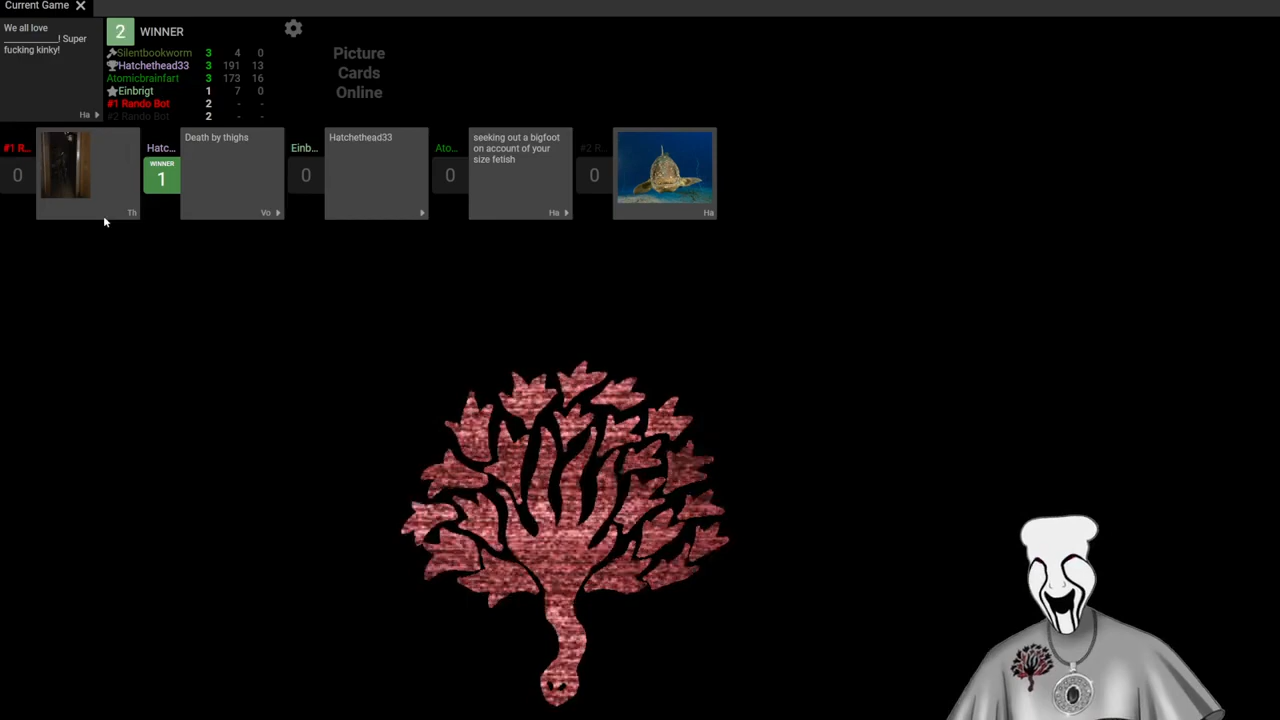 Current Game
We all love
____________! Super
fucking kinky!
Ha
2 WINNER
Silentbookworm 3 4 0
Hatchethead33 3 191 13
Atomicbrainfart 3 173 16
Einbrigt 1 7 0
#1 Rando Bot 2 - -
#2 Rando Bot 2 - -
Picture
Cards
Online
#1 R...
0
Th
Hatc...
WINNER
1
Death by thighs
Vo
Einb...
0
Hatchethead33
Ato...
0
seeking out a bigfoot
on account of your
size fetish
Ha
#2 R...
0
Ha